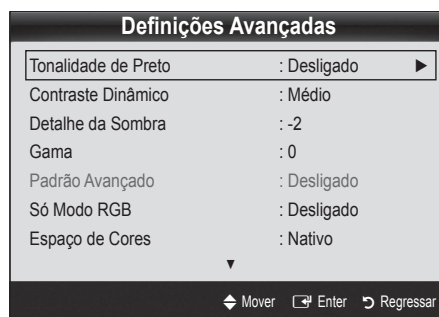 Definições Avançadas
Tonalidade de Preto : Desligado ►
Contraste Dinâmico : Médio
Detalhe da Sombra : -2
Gama : 0
Padrão Avançado : Desligado
Só Modo RGB : Desligado
Espaço de Cores : Nativo
▼
Mover Enter Regressar